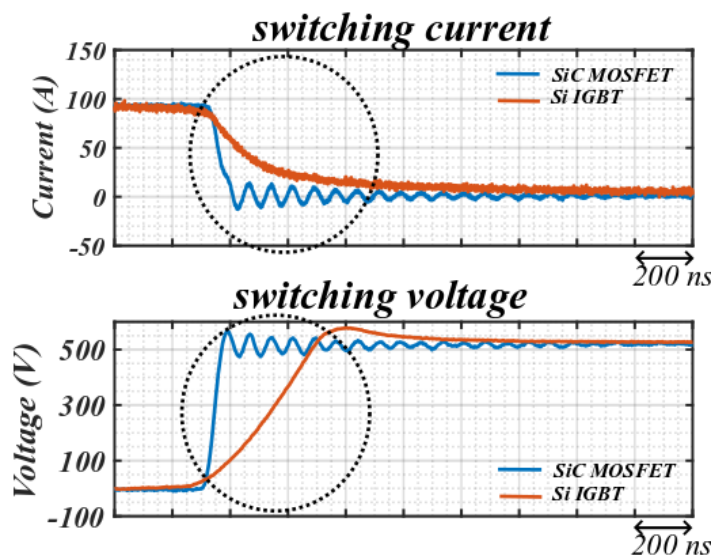 switching current
150
100
50
0
-50
Current (A)
SiC MOSFET
Si IGBT
200 ns
switching voltage
500
300
100
-100
Voltage (V)
SiC MOSFET
Si IGBT
200 ns